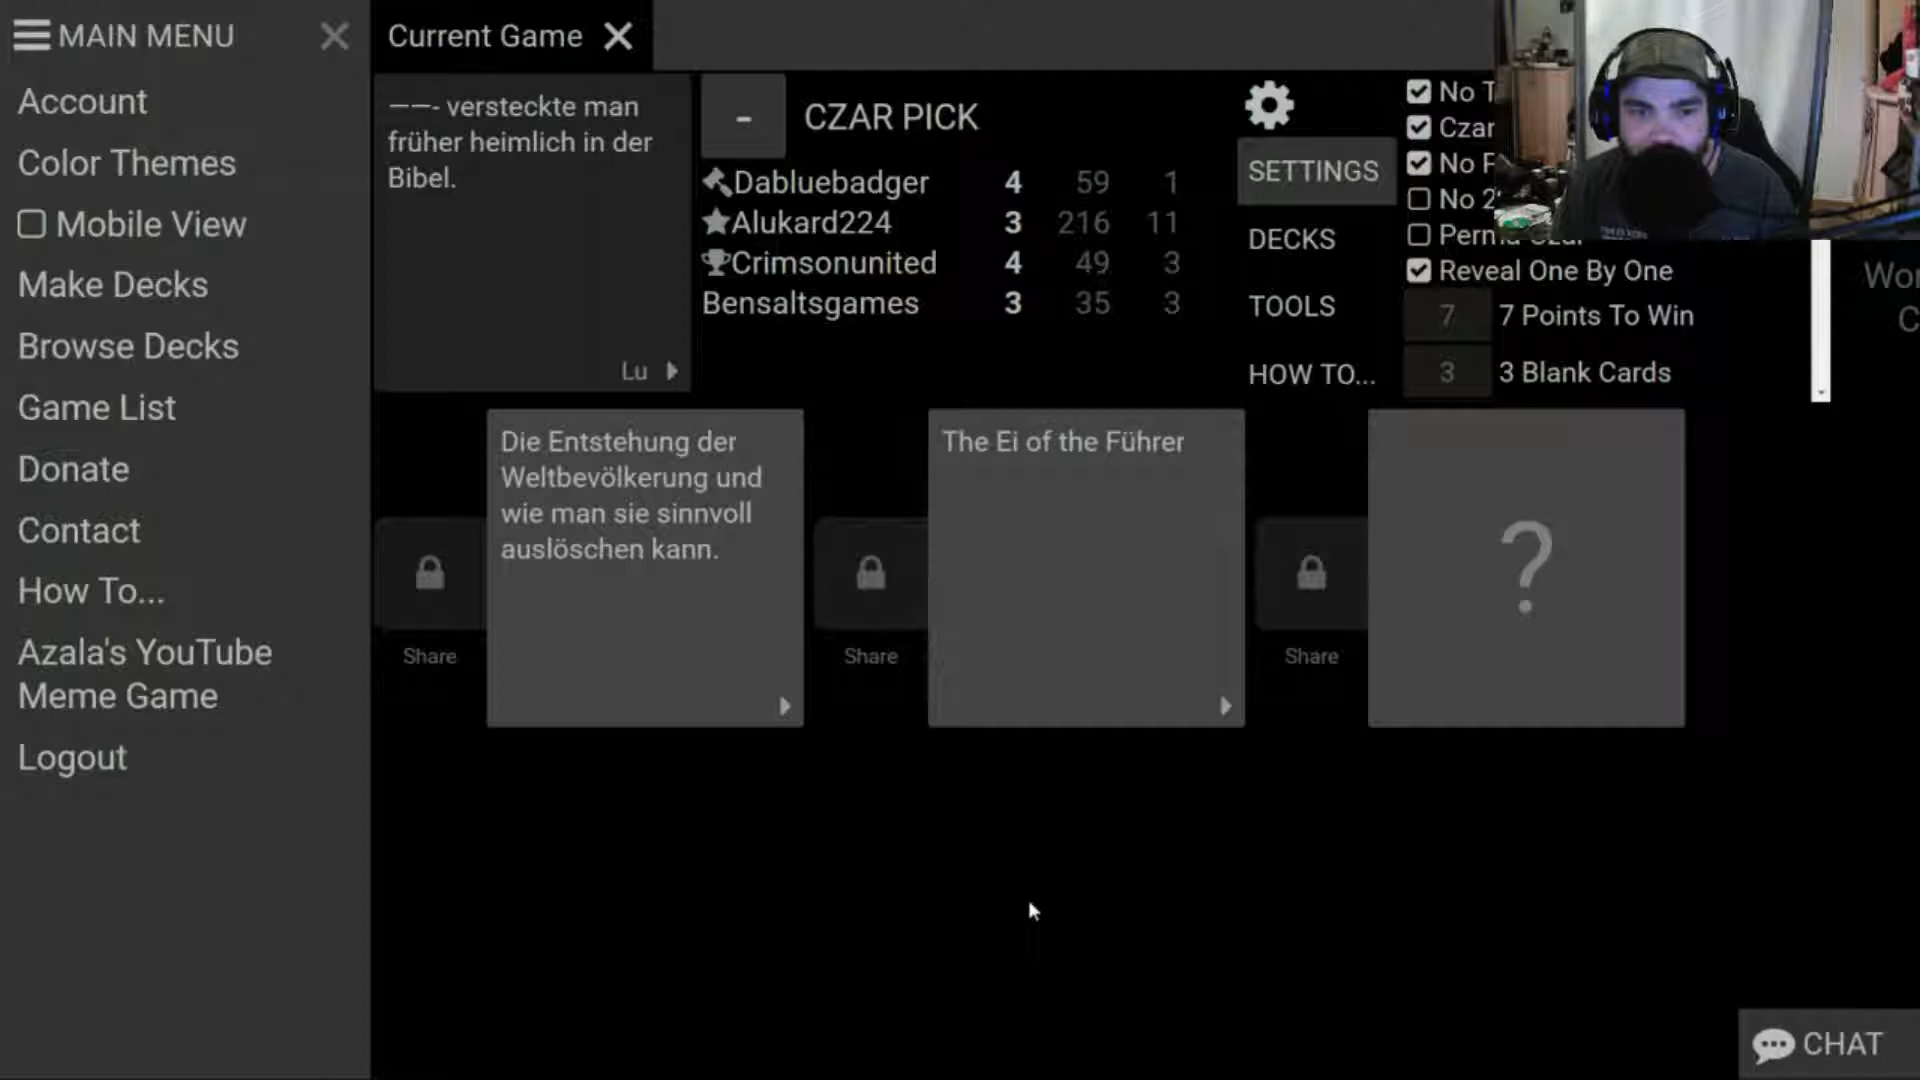 MAIN MENU
Account
Color Themes
Mobile View
Make Decks
Browse Decks
Game List
Donate
Contact
How To...
Azala's YouTube
Meme Game
Logout
Current Game
——- versteckte man
früher heimlich in der
Bibel.
Lu
-
CZAR PICK
Dabluebadger 4 59 1
Alukard224 3 216 11
Crimsonunited 4 49 3
Bensaltsgames 3 35 3
SETTINGS
DECKS
TOOLS
HOW TO...
No
Czar
No
No
Reveal One By One
7 7 Points To Win
3 3 Blank Cards
Die Entstehung der
Weltbevölkerung und
wie man sie sinnvoll
auslöschen kann.
The Ei of the Führer
?
Share
Share
Share
CHAT